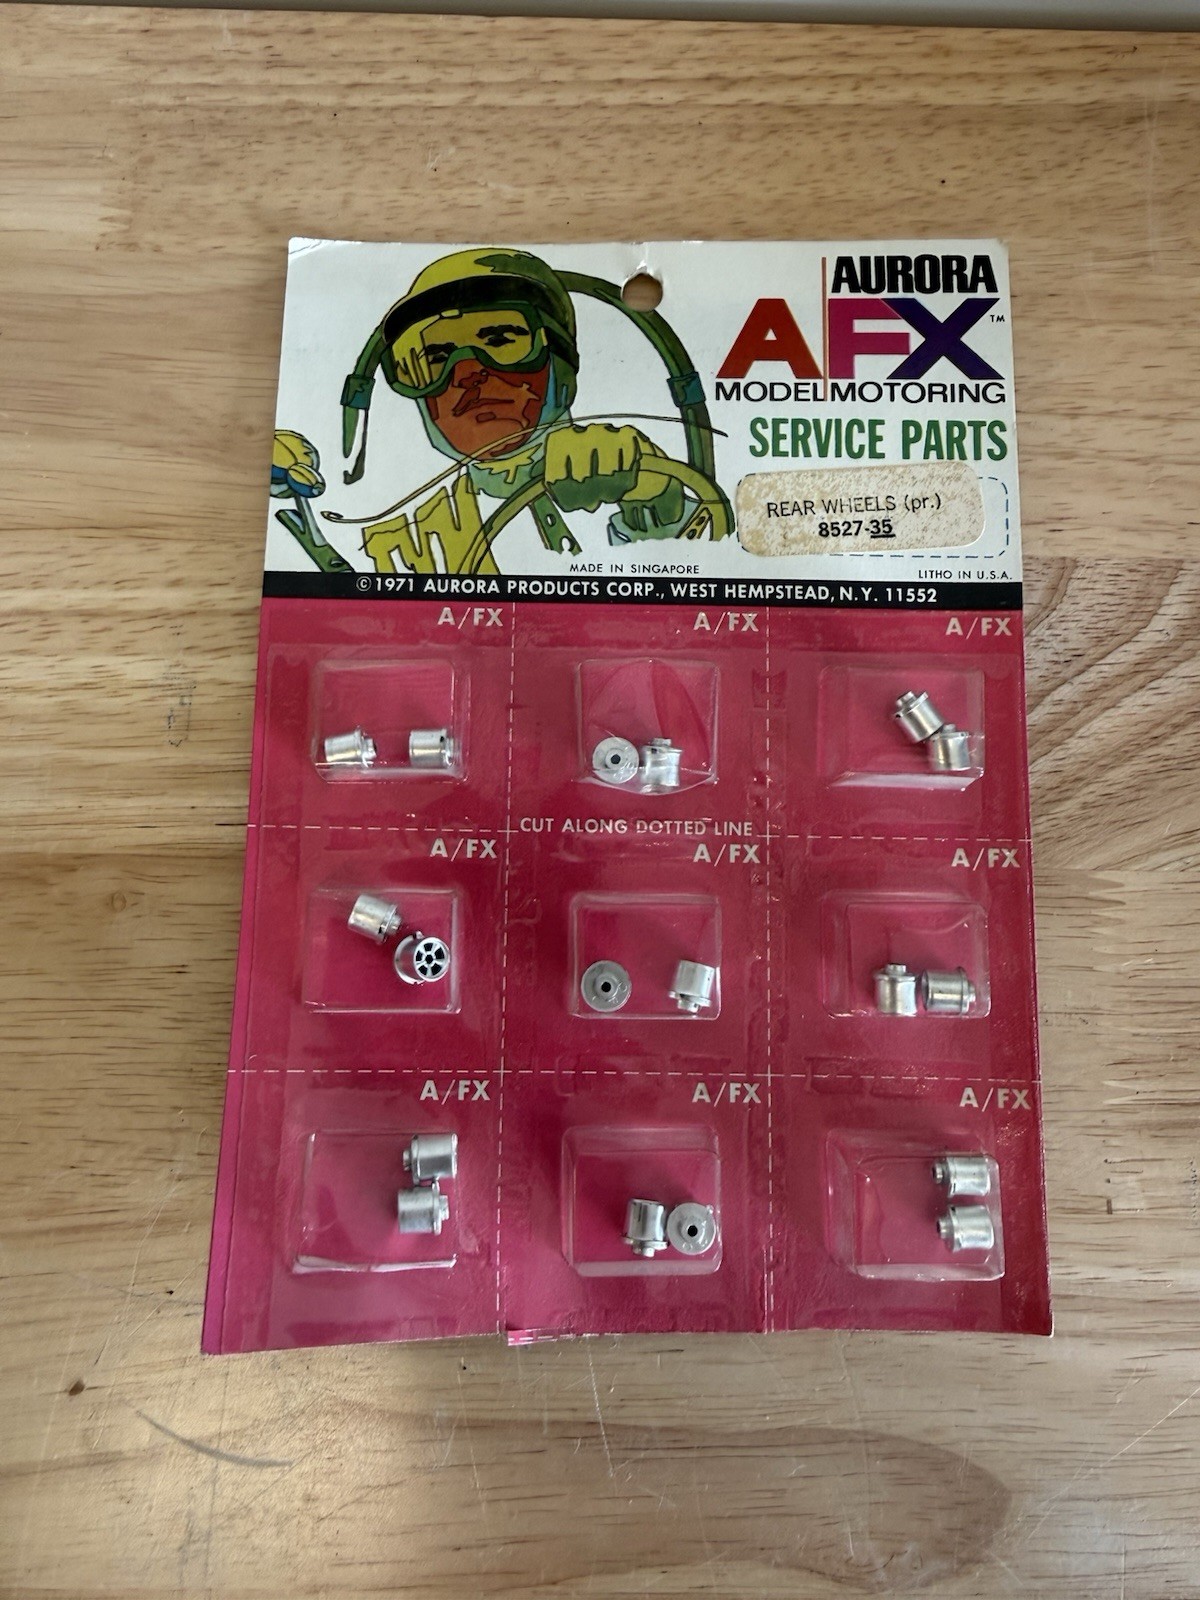 AURORA
A/FX™
MODEL MOTORING
SERVICE PARTS
REAR WHEELS (pr.)
8527-35
MADE IN SINGAPORE
LITHO IN U.S.A.
©1971 AURORA PRODUCTS CORP., WEST HEMPSTEAD, N.Y. 11552
A/FX A/FX A/FX
CUT ALONG DOTTED LINE
A/FX A/FX A/FX
A/FX A/FX A/FX